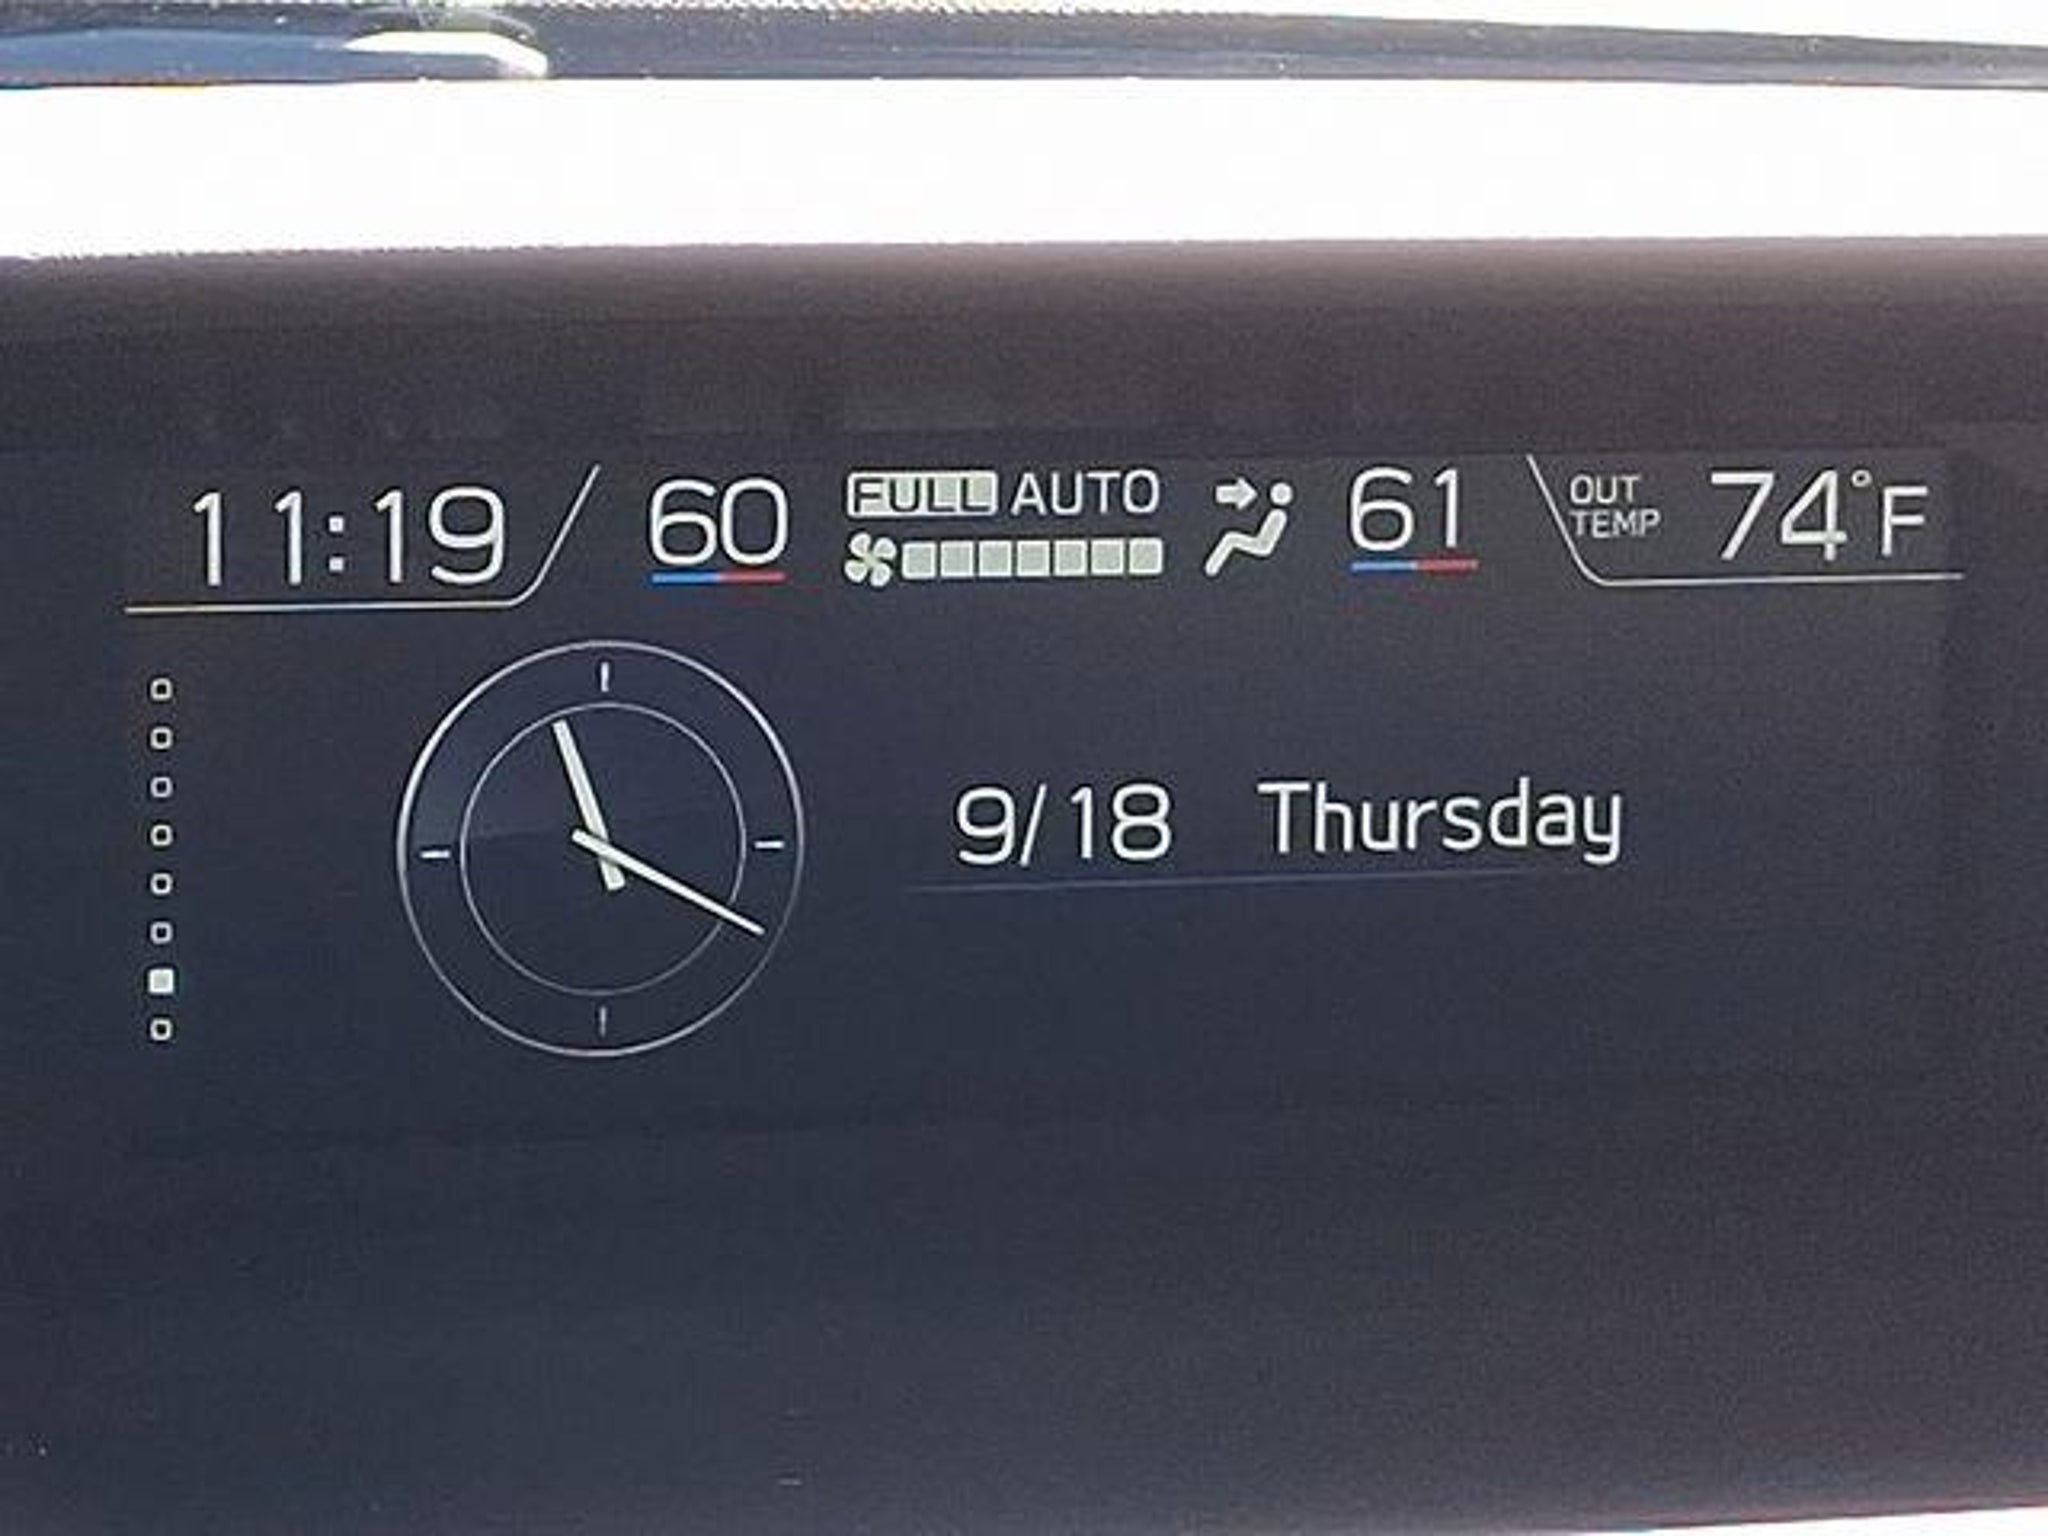 11:19 60 FULL AUTO 61 OUT TEMP 74°F
9/18 Thursday